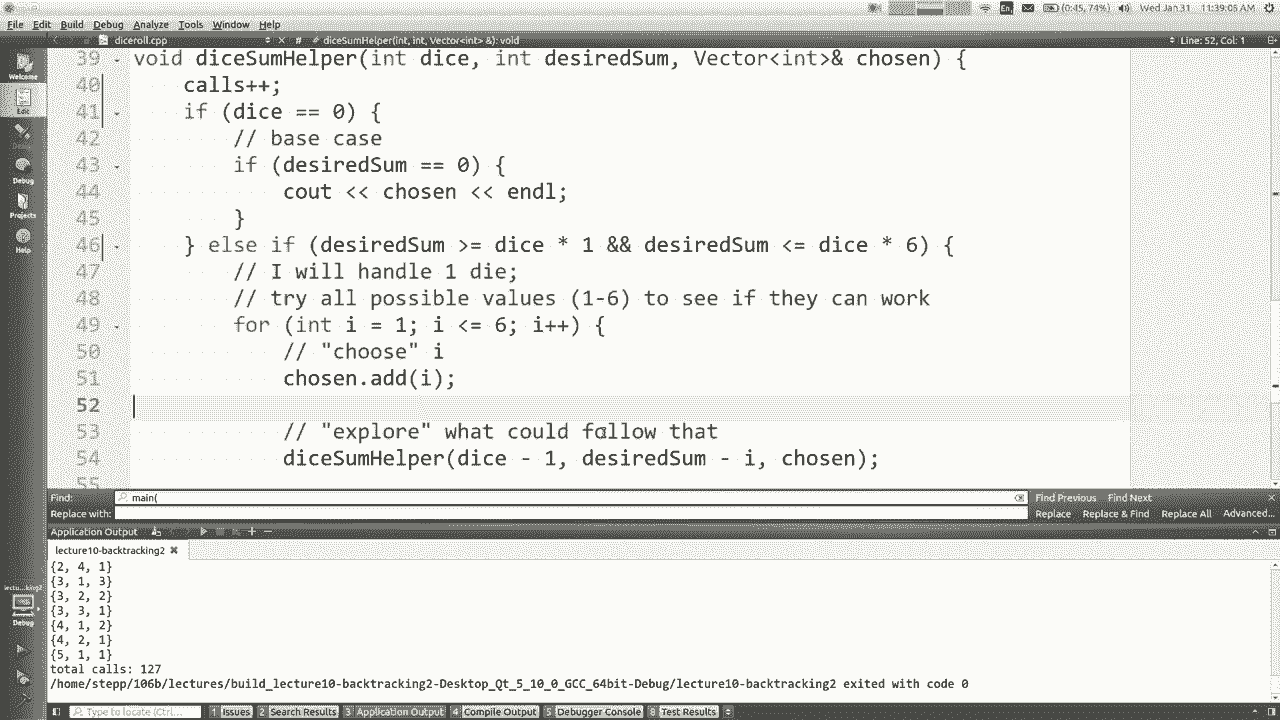 En
(0:45, 74%)
Wed Jan 31 11:39:05 AM
File Edit Build Debug Analyze Tools Window Help
diceroll.cpp
#
diceSumHelper(int, int, Vector<int> &): void
Line: 52, Col: 1
Welcome
Edit
Debug
Projects
Help
39 void diceSumHelper(int dice, int desiredSum, Vector<int>& chosen) {
40 calls++;
41 if (dice == 0) {
42 // base case
43 if (desiredSum == 0) {
44 cout << chosen << endl;
45 }
46 } else if (desiredSum >= dice * 1 && desiredSum <= dice * 6) {
47 // I will handle 1 die;
48 // try all possible values (1-6) to see if they can work
49 for (int i = 1; i <= 6; i++) {
50 // "choose" i
51 chosen.add(i);
52
53 // "explore" what could follow that
54 diceSumHelper(dice - 1, desiredSum - i, chosen);
55
Find: main( Find Previous Find Next
Replace with: Replace Replace & Find Replace All Advanced...
Application Output
lecture10-backtracking2
{2, 4, 1}
{3, 1, 3}
{3, 2, 2}
{3, 3, 1}
{4, 1, 2}
{4, 2, 1}
{5, 1, 1}
total calls: 127
/home/stepp/106b/lectures/build_lecture10-backtracking2-Desktop_Qt_5_10_0_GCC_64bit-Debug/lecture10-backtracking2 exited with code 0
lectu...king2
Debug
Type to locate (Ctrl...) 1 Issues 2 Search Results 3 Application Output 4 Compile Output 5 Debugger Console 8 Test Results